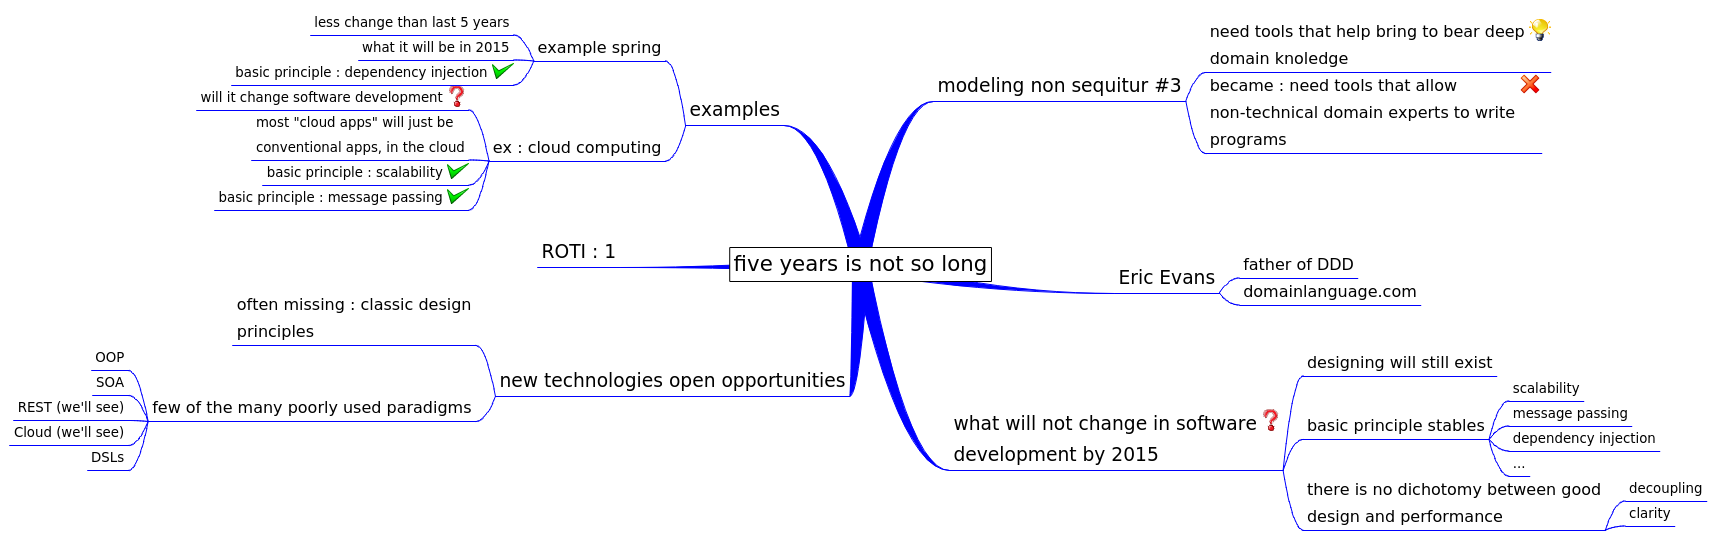 five years is not so long
modeling non sequitur #3
need tools that help bring to bear deep
domain knoledge
became : need tools that allow
non-technical domain experts to write
programs
Eric Evans
father of DDD
domainlanguage.com
what will not change in software
development by 2015
designing will still exist
basic principle stables
scalability
message passing
dependency injection
...
there is no dichotomy between good
design and performance
decoupling
clarity
examples
example spring
less change than last 5 years
what it will be in 2015
basic principle : dependency injection
ex : cloud computing
will it change software development
most "cloud apps" will just be
conventional apps, in the cloud
basic principle : scalability
basic principle : message passing
ROTI : 1
new technologies open opportunities
often missing : classic design
principles
few of the many poorly used paradigms
OOP
SOA
REST (we'll see)
Cloud (we'll see)
DSLs